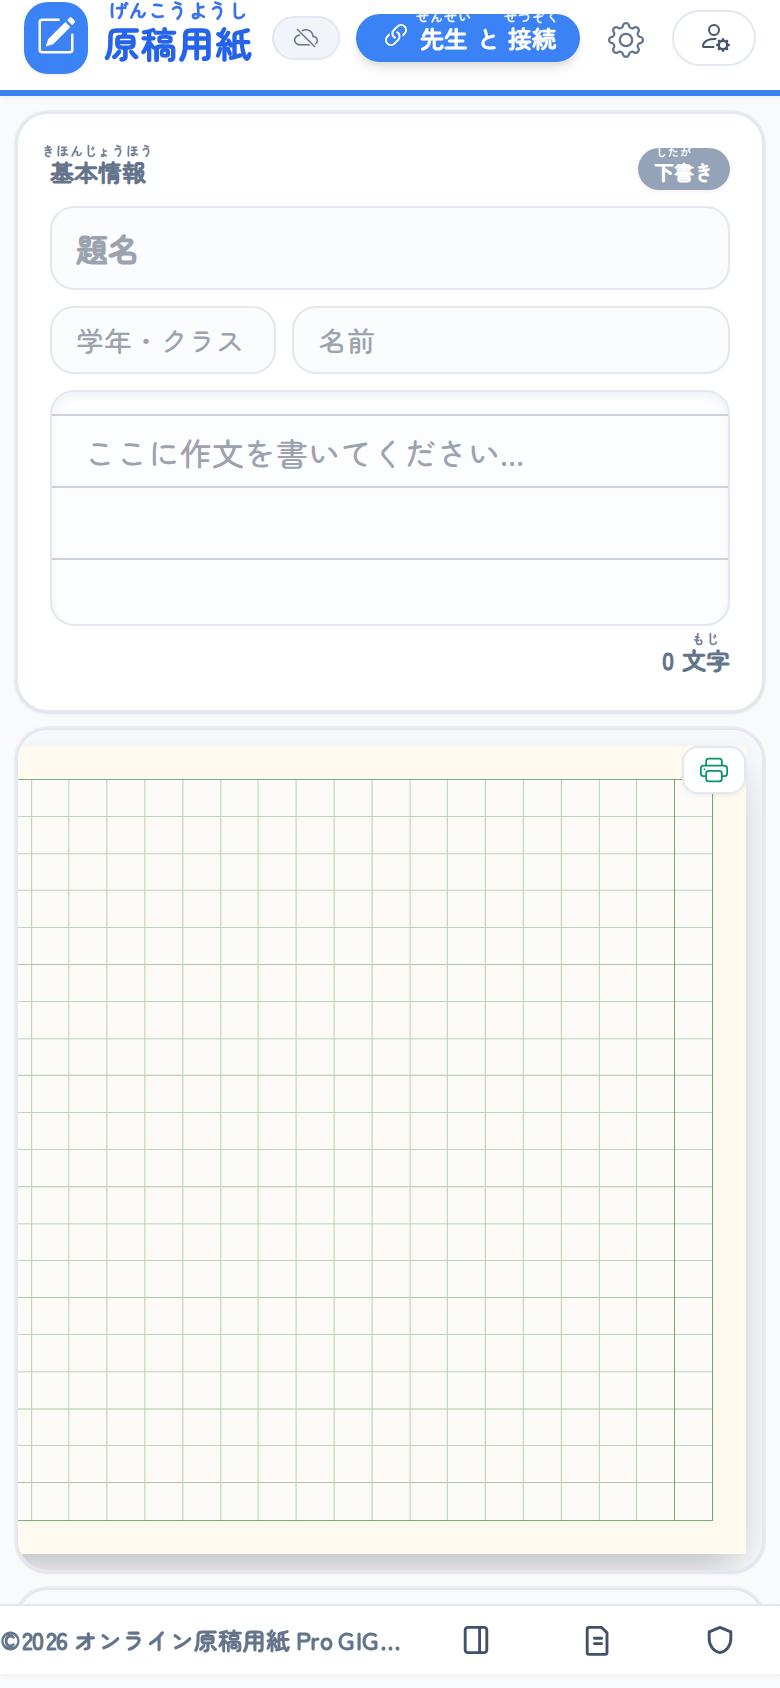 げんこうようし
原稿用紙
せんせい せつぞく
先生 と 接続
きほんじょうほう
基本情報
したが
下書き
題名
学年・クラス
名前
ここに作文を書いてください...
もじ
0 文字
©2026 オンライン原稿用紙 Pro GIG...